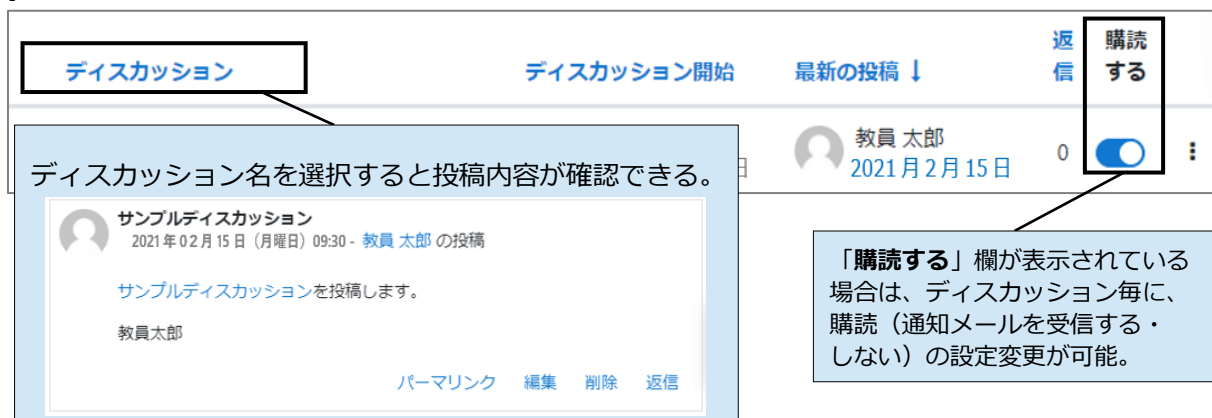 ディスカッション
ディスカッション開始
最新の投稿 ↓
返
信
購読
する
教員 太郎
2021月2月15日
0
日
ディスカッション名を選択すると投稿内容が確認できる。
サンプルディスカッション
2021年02月15日（月曜日）09:30 - 教員 太郎 の投稿
サンプルディスカッションを投稿します。
教員太郎
パーマリンク 編集 削除 返信
「購読する」欄が表示されている
場合は、ディスカッション毎に、
購読（通知メールを受信する・
しない）の設定変更が可能。